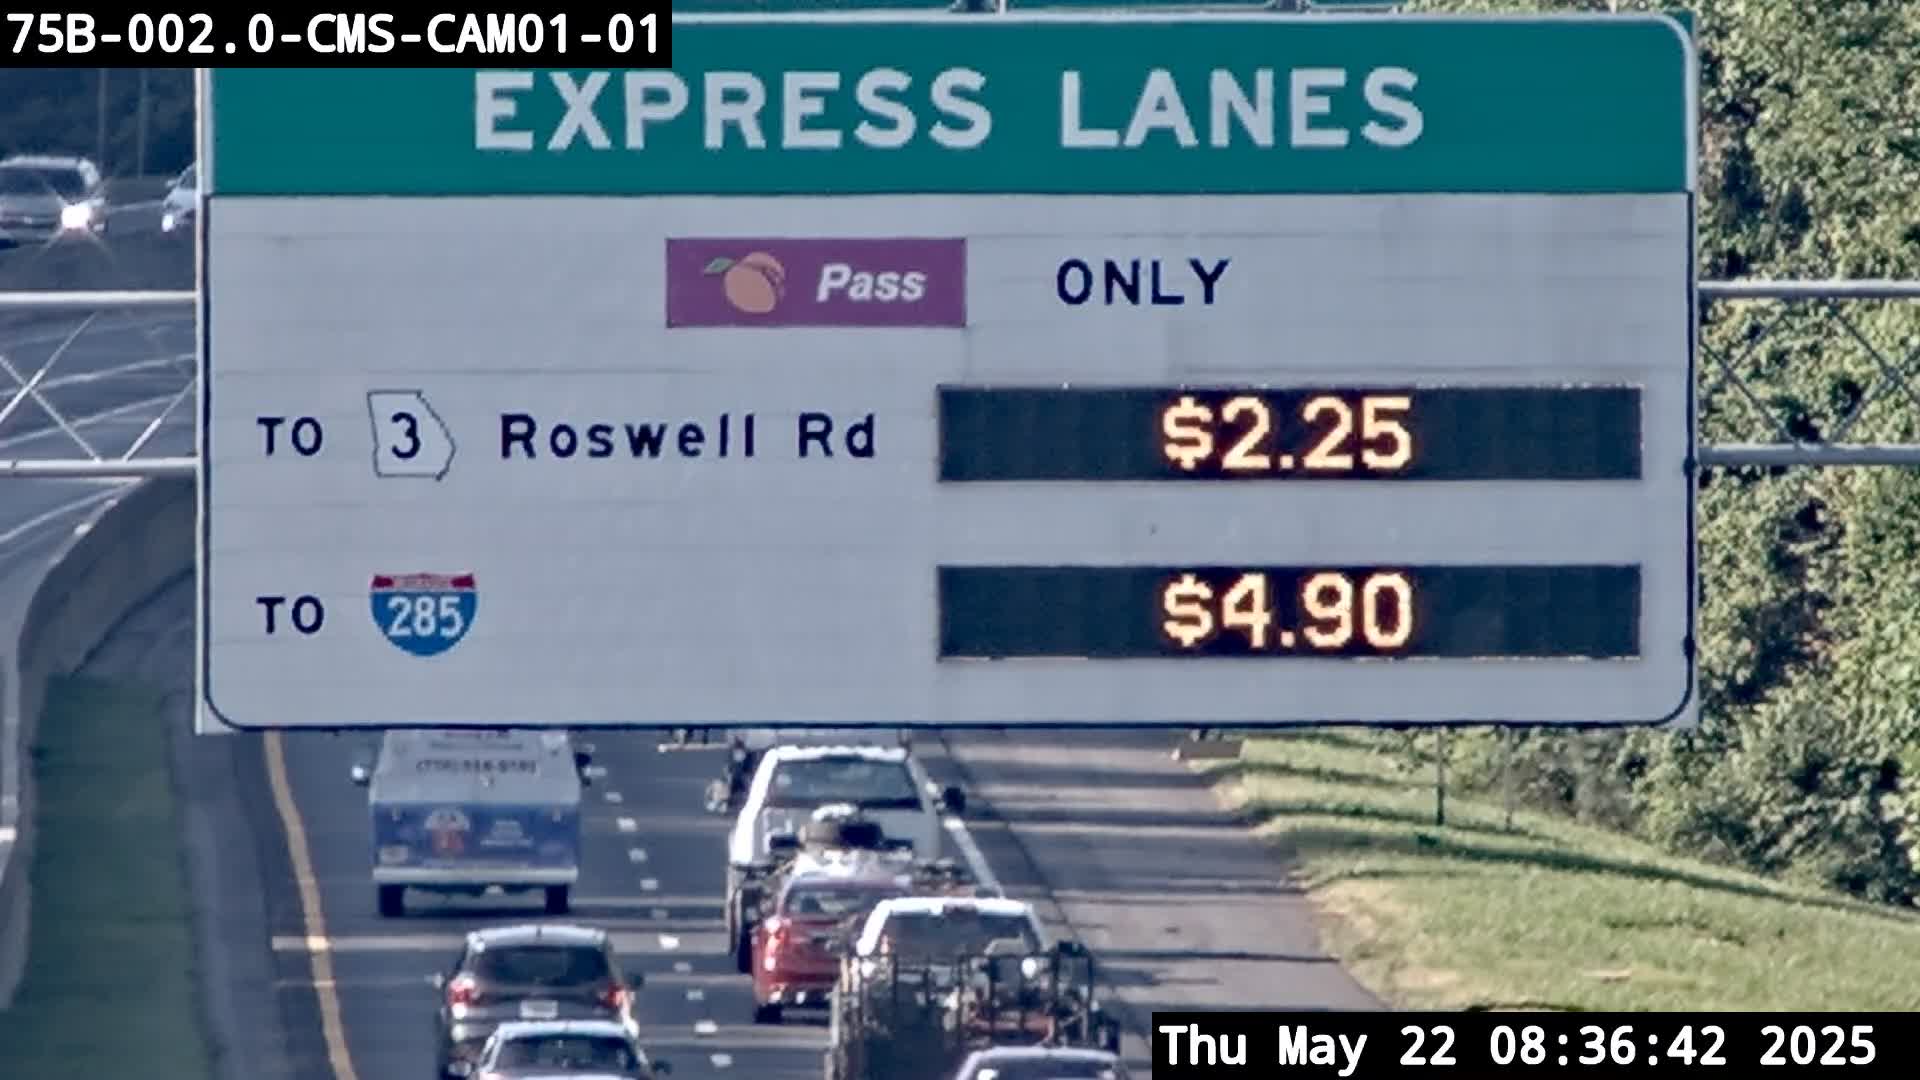 75B-002.0-CMS-CAM01-01
EXPRESS LANES
Pass ONLY
TO 3 Roswell Rd $2.25
TO 285 $4.90
Thu May 22 08:36:42 2025